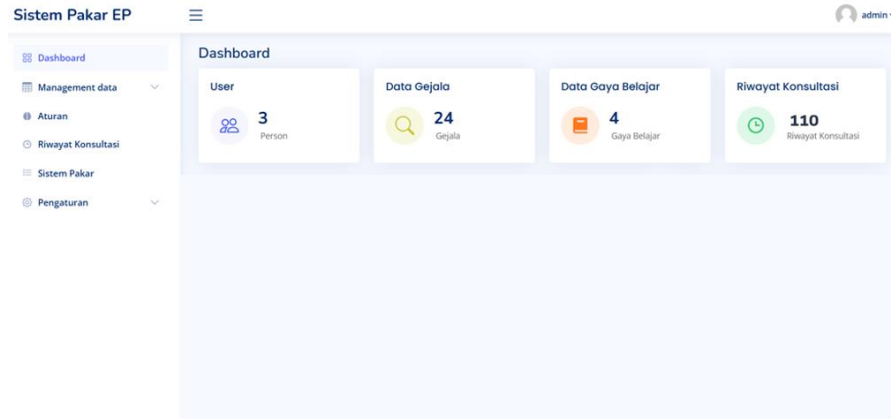 Sistem Pakar EP
admin
Dashboard
Management data
Aturan
Riwayat Konsultasi
Sistem Pakar
Pengaturan
Dashboard
User
3
Person
Data Gejala
24
Gejala
Data Gaya Belajar
4
Gaya Belajar
Riwayat Konsultasi
110
Riwayat Konsultasi